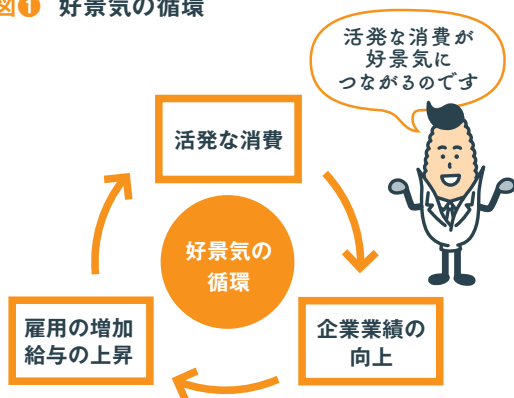 図❶ 好景気の循環
活発な消費が
好景気に
つながるのです
活発な消費
好景気の
循環
雇用の増加
給与の上昇
企業業績の
向上